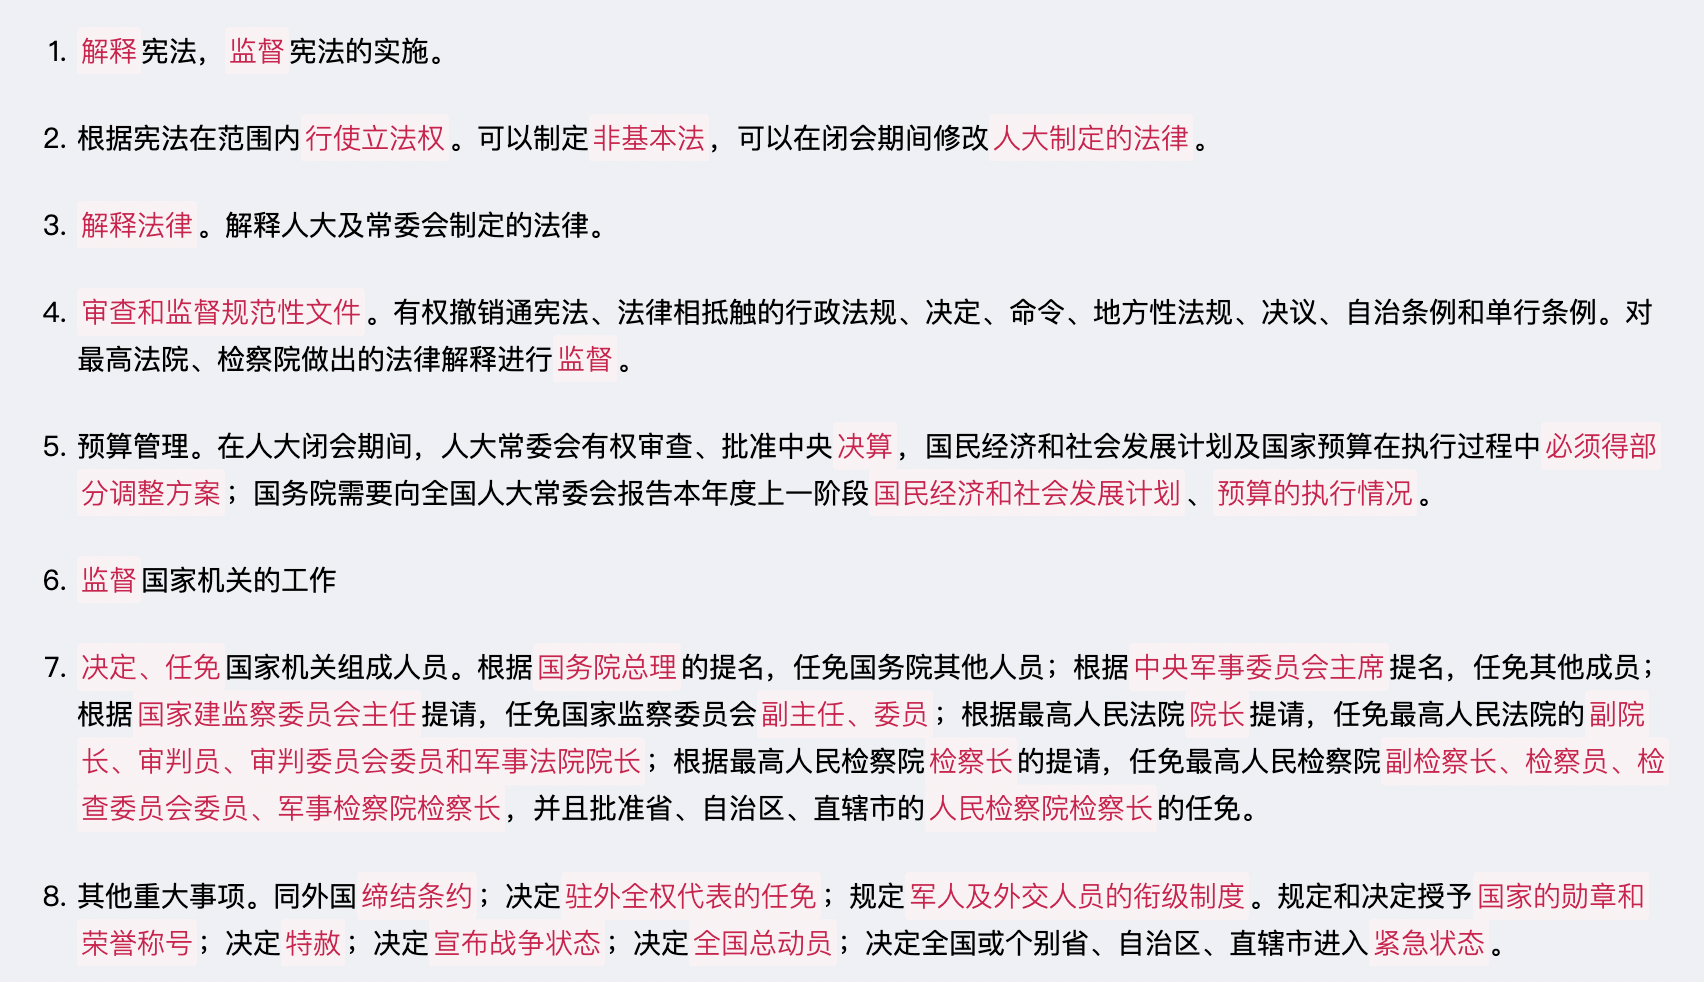 1. 解释宪法，监督宪法的实施。
2. 根据宪法在范围内行使立法权。可以制定非基本法，可以在闭会期间修改人大制定的法律。
3. 解释法律。解释人大及常委会制定的法律。
4. 审查和监督规范性文件。有权撤销通宪法、法律相抵触的行政法规、决定、命令、地方性法规、决议、自治条例和单行条例。对
最高法院、检察院做出的法律解释进行监督。
5. 预算管理。在人大闭会期间，人大常委会有权审查、批准中央决算，国民经济和社会发展计划及国家预算在执行过程中必须得部
分调整方案；国务院需要向全国人大常委会报告本年度上一阶段国民经济和社会发展计划、预算的执行情况。
6. 监督国家机关的工作
7. 决定、任免国家机关组成人员。根据国务院总理的提名，任免国务院其他人员；根据中央军事委员会主席提名，任免其他成员；
根据国家建监察委员会主任提请，任免国家监察委员会副主任、委员；根据最高人民法院院长提请，任免最高人民法院的副院
长、审判员、审判委员会委员和军事法院院长；根据最高人民检察院检察长的提请，任免最高人民检察院副检察长、检察员、检
查委员会委员、军事检察院检察长，并且批准省、自治区、直辖市的人民检察院检察长的任免。
8. 其他重大事项。同外国缔结条约；决定驻外全权代表的任免；规定军人及外交人员的衔级制度。规定和决定授予国家的勋章和
荣誉称号；决定特赦；决定宣布战争状态；决定全国总动员；决定全国或个别省、自治区、直辖市进入紧急状态。